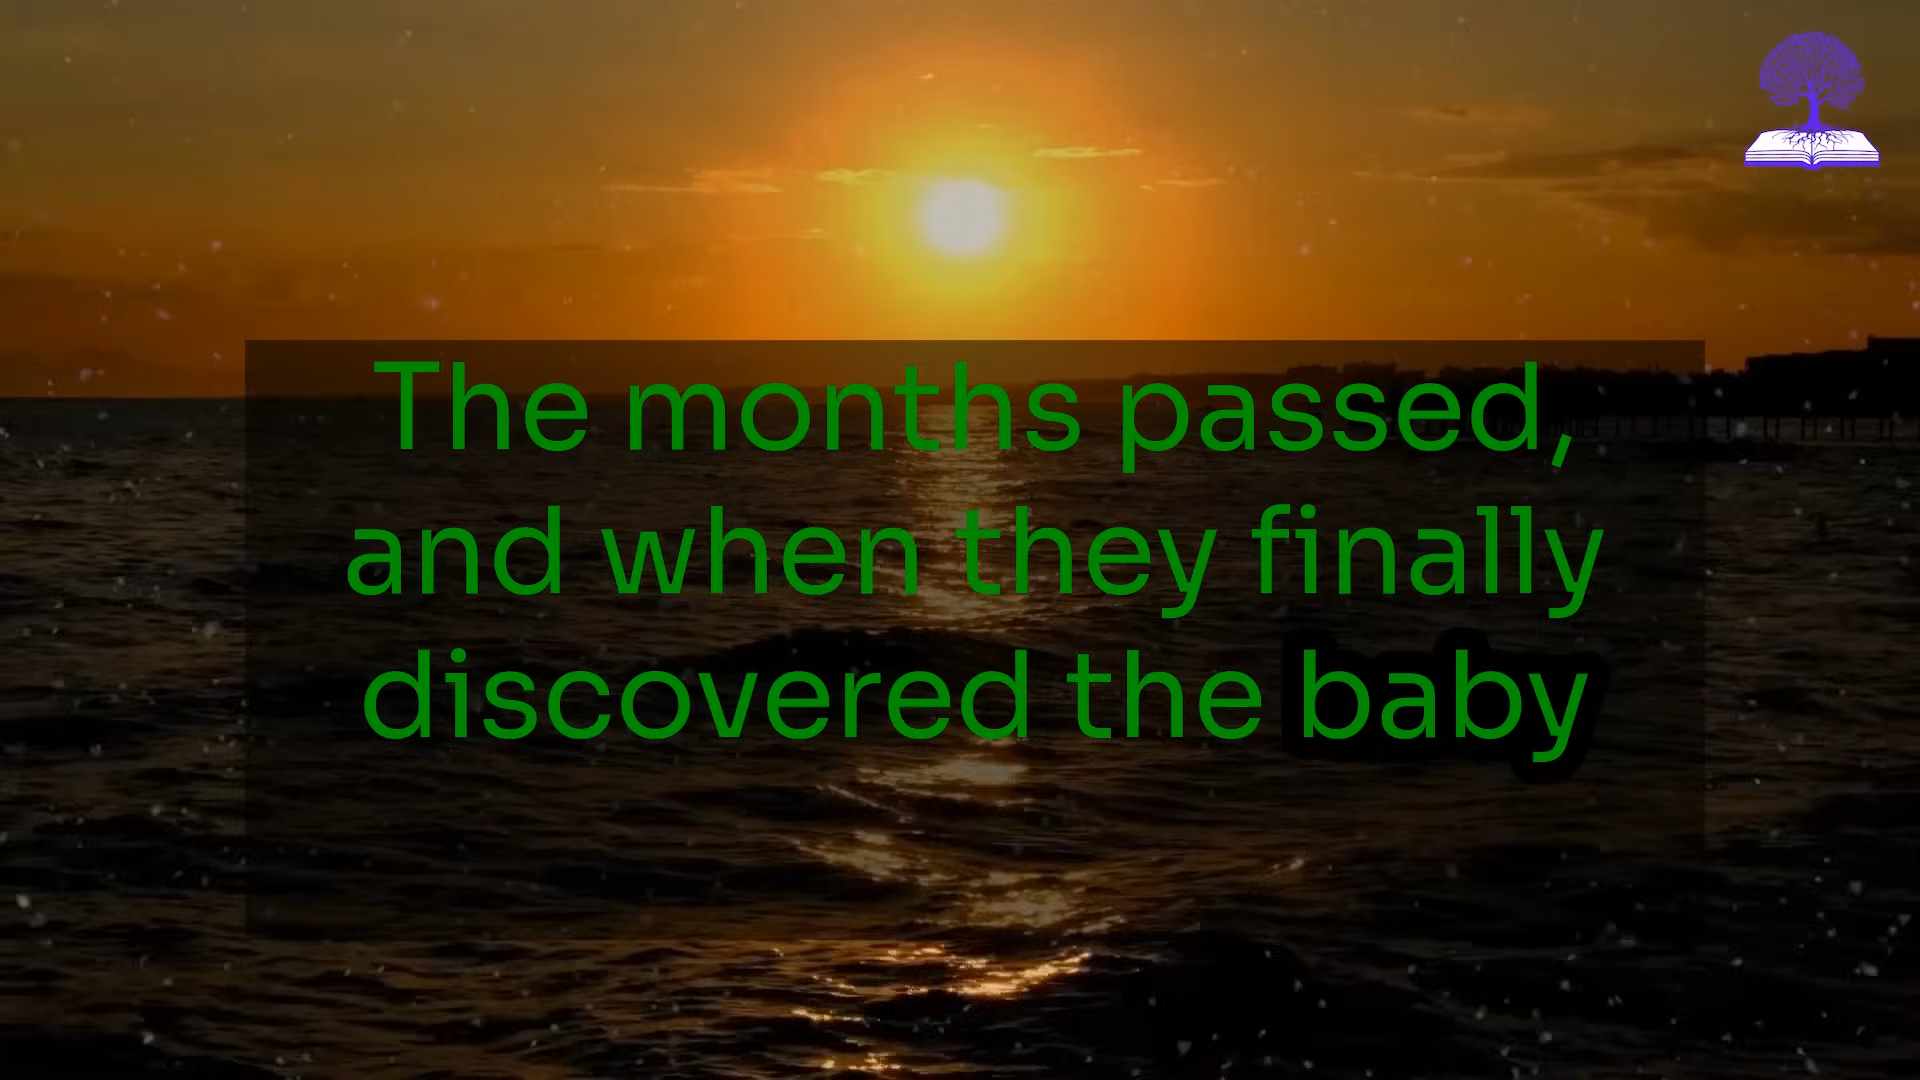 The months passed,
and when they finally
discovered the baby